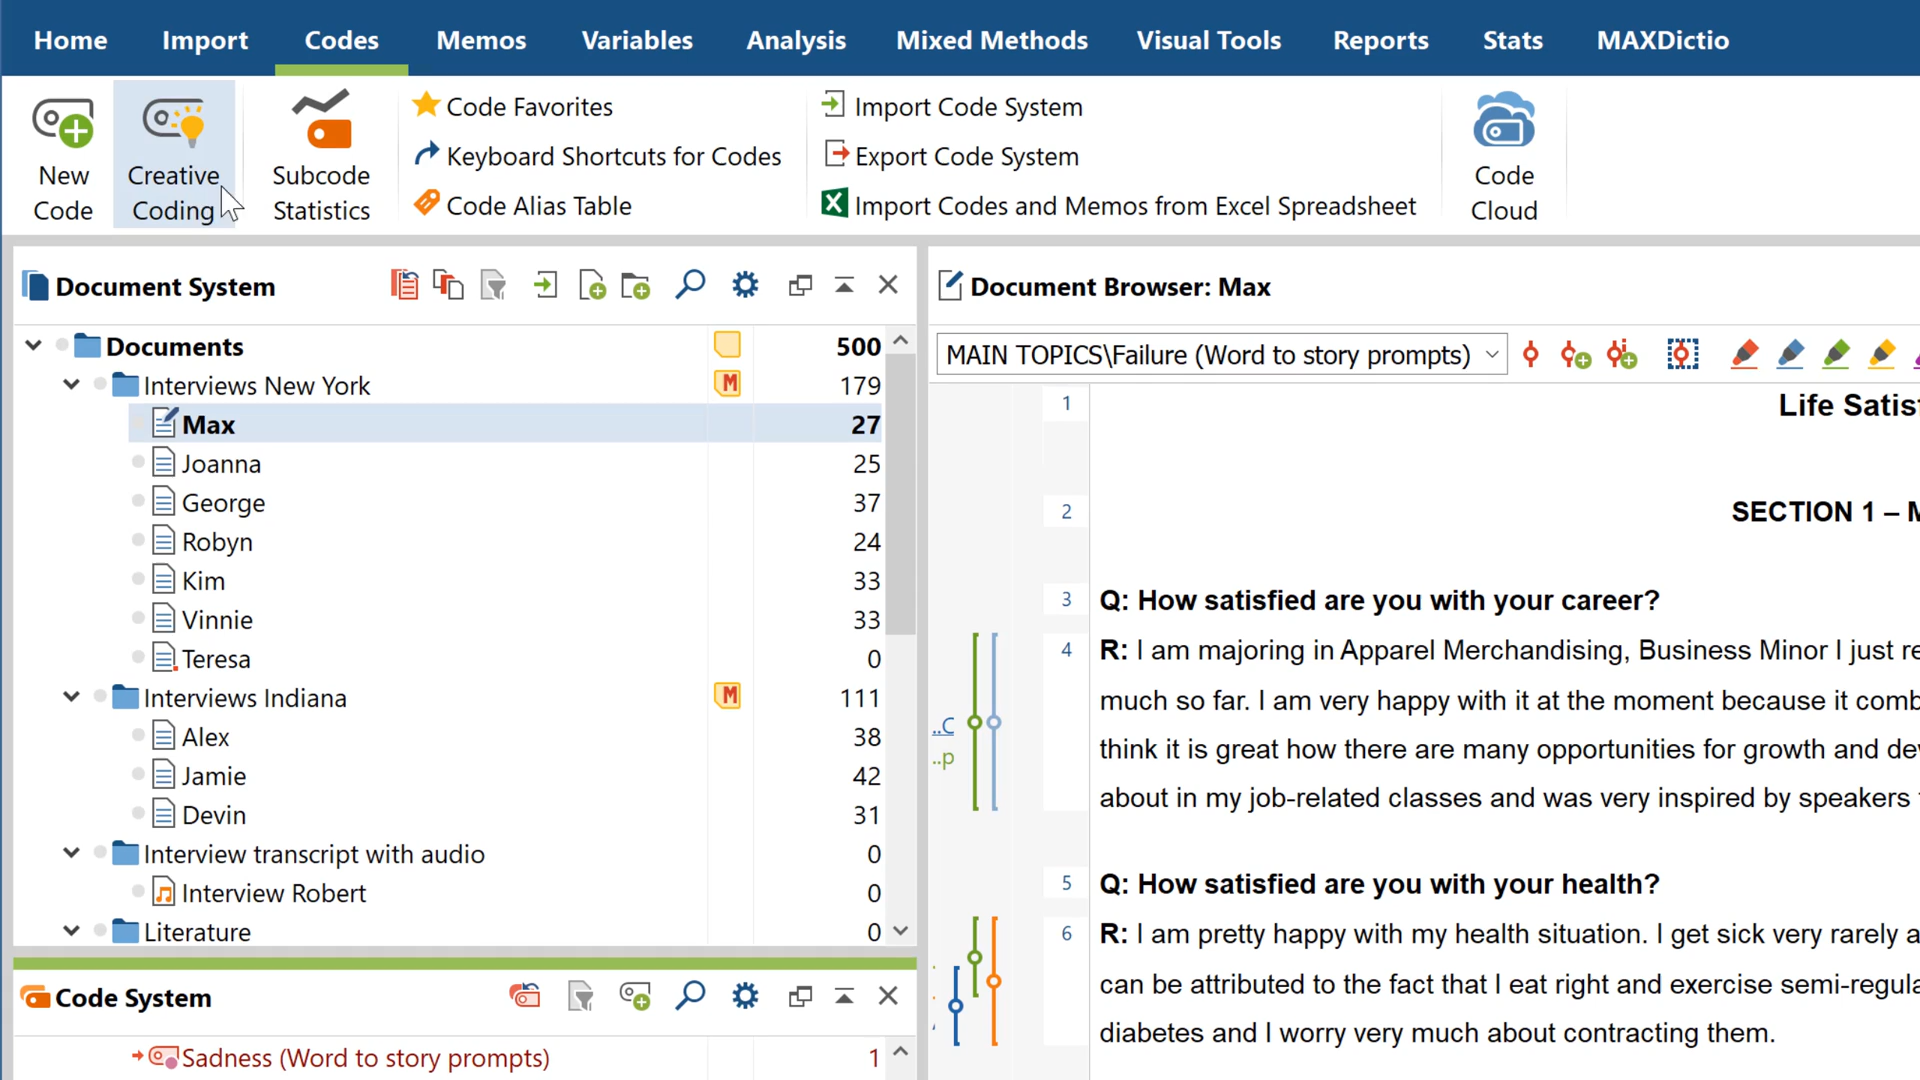 Home Import Codes Memos Variables Analysis Mixed Methods Visual Tools Reports Stats MAXDictio
New Code
Creative Coding
Subcode Statistics
Code Favorites
Keyboard Shortcuts for Codes
Code Alias Table
Import Code System
Export Code System
Import Codes and Memos from Excel Spreadsheet
Code Cloud
Document System
Documents 500
Interviews New York M 179
Max 27
Joanna 25
George 37
Robyn 24
Kim 33
Vinnie 33
Teresa 0
Interviews Indiana M 111
Alex 38
Jamie 42
Devin 31
Interview transcript with audio 0
Interview Robert 0
Literature 0
Code System
Sadness (Word to story prompts) 1
Document Browser: Max
MAIN TOPICS\Failure (Word to story prompts)
1 Life Satisf
2 SECTION 1 – M
3 Q: How satisfied are you with your career?
4 R: I am majoring in Apparel Merchandising, Business Minor I just re
much so far. I am very happy with it at the moment because it comb
..C
think it is great how there are many opportunities for growth and dev
..p
about in my job-related classes and was very inspired by speakers
5 Q: How satisfied are you with your health?
6 R: I am pretty happy with my health situation. I get sick very rarely a
can be attributed to the fact that I eat right and exercise semi-regula
diabetes and I worry very much about contracting them.